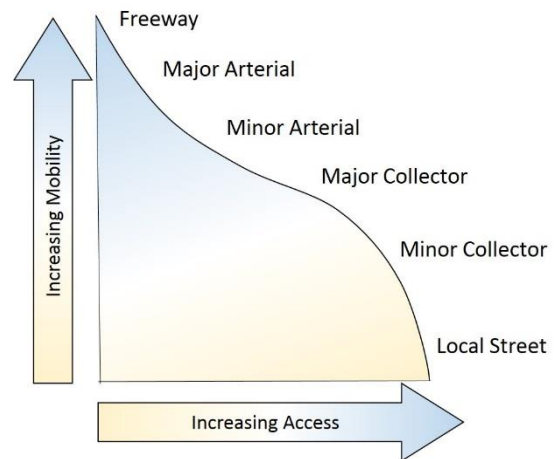 Freeway
Major Arterial
Minor Arterial
Major Collector
Minor Collector
Local Street
Increasing Mobility
Increasing Access